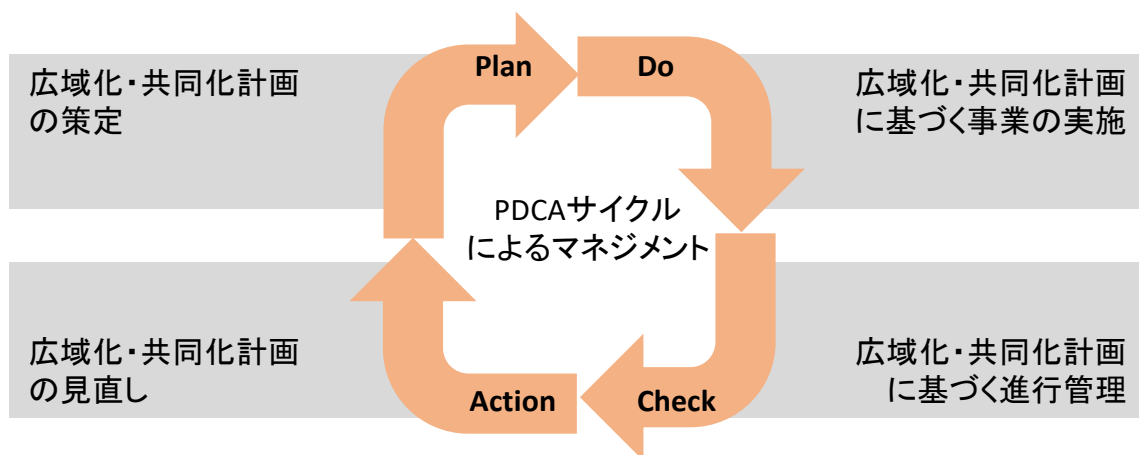 Plan
Do
広域化・共同化計画
の策定
広域化・共同化計画
に基づく事業の実施
PDCAサイクル
によるマネジメント
広域化・共同化計画
の見直し
広域化・共同化計画
に基づく進行管理
Action
Check